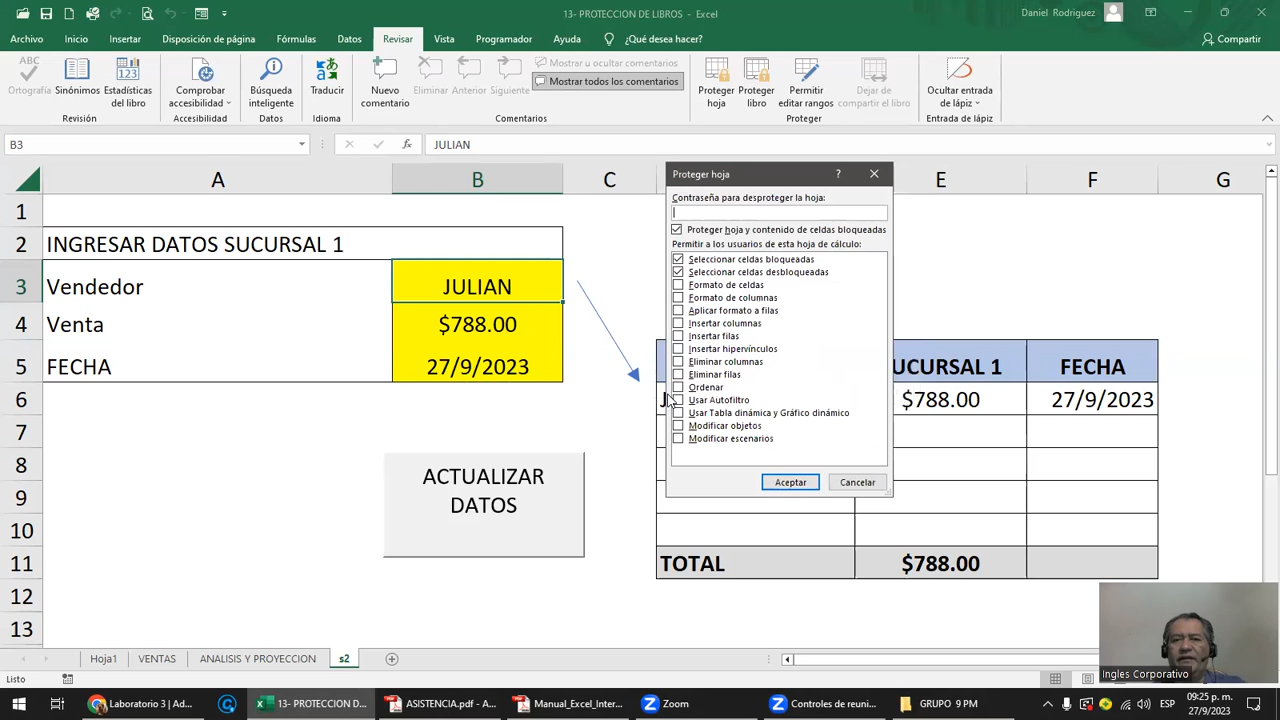 13- PROTECCION DE LIBROS - Excel
Daniel Rodriguez
Archivo Inicio Insertar Disposición de página Fórmulas Datos Revisar Vista Programador Ayuda ¿Qué desea hacer? Compartir
ABC
Ortografía
Sinónimos
123
Estadísticas
del libro
Revisión
Comprobar
accesibilidad
Accesibilidad
Búsqueda
inteligente
Datos
Traducir
Idioma
Nuevo
comentario
Eliminar
Anterior
Siguiente
Mostrar u ocultar comentarios
Mostrar todos los comentarios
Comentarios
Proteger
hoja
Proteger
libro
Permitir
editar rangos
Dejar de
compartir el libro
Proteger
Ocultar entrada
de lápiz
Entrada de lápiz
B3
fx
JULIAN
A B C E F G
1
2 INGRESAR DATOS SUCURSAL 1
3 Vendedor JULIAN
4 Venta $788.00
5 FECHA 27/9/2023 SUCURSAL 1 FECHA
6 $788.00 27/9/2023
7
8
9
10
11 TOTAL $788.00
12
13
ACTUALIZAR
DATOS
Proteger hoja
?
Contraseña para desproteger la hoja:
Proteger hoja y contenido de celdas bloqueadas
Permitir a los usuarios de esta hoja de cálculo:
Seleccionar celdas bloqueadas
Seleccionar celdas desbloqueadas
Formato de celdas
Formato de columnas
Aplicar formato a filas
Insertar columnas
Insertar filas
Insertar hipervínculos
Eliminar columnas
Eliminar filas
Ordenar
Usar Autofiltro
Usar Tabla dinámica y Gráfico dinámico
Modificar objetos
Modificar escenarios
Aceptar Cancelar
Ingles Corporativo
Hoja1 VENTAS ANALISIS Y PROYECCION s2
Listo
Laboratorio 3 | Ad...
13- PROTECCION D...
ASISTENCIA.pdf - A...
Manual_Excel_Inter...
Zoom
Controles de reuni...
GRUPO 9 PM
ESP
09:25 p. m.
27/9/2023